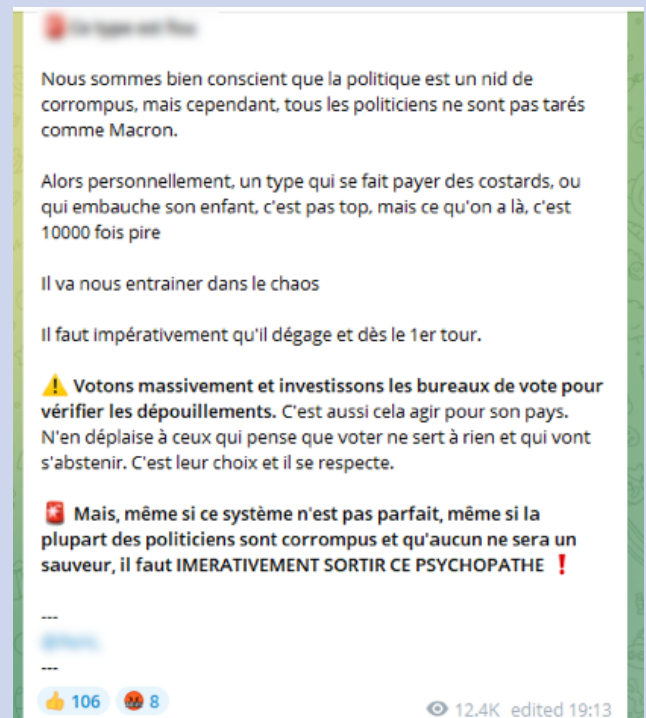 Nous sommes bien conscient que la politique est un nid de
corrompus, mais cependant, tous les politiciens ne sont pas tarés
comme Macron.
Alors personnellement, un type qui se fait payer des costards, ou
qui embauche son enfant, c'est pas top, mais ce qu'on a là, c'est
10000 fois pire
Il va nous entrainer dans le chaos
Il faut impérativement qu'il dégage et dès le 1er tour.
⚠️ Votons massivement et investissons les bureaux de vote pour
vérifier les dépouillements. C'est aussi cela agir pour son pays.
N'en déplaise à ceux qui pense que voter ne sert à rien et qui vont
s'abstenir. C'est leur choix et il se respecte.
🚨 Mais, même si ce système n'est pas parfait, même si la
plupart des politiciens sont corrompus et qu'aucun ne sera un
sauveur, il faut IMERATIVEMENT SORTIR CE PSYCHOPATHE ❗
---
---
👍 106 🤬 8
12.4K edited 19:13